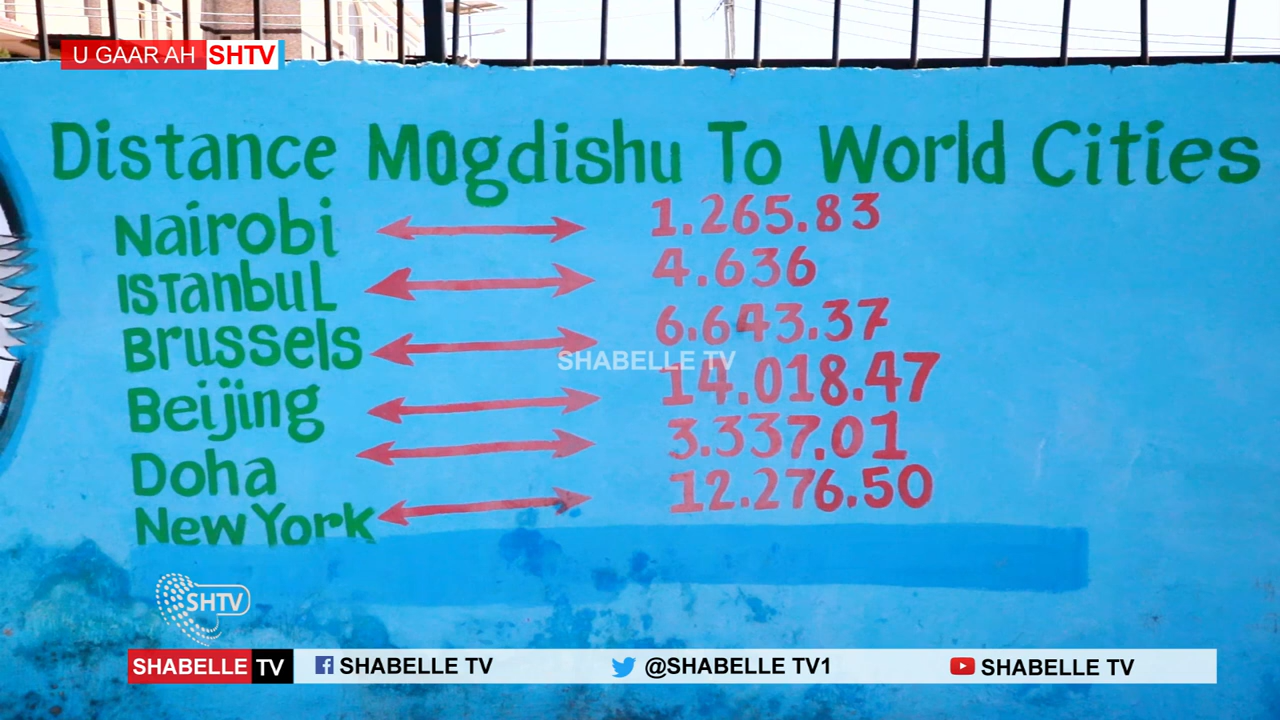 U GAAR AH SHTV
Distance Mogdishu To World Cities
Nairobi 1.265.83
ISTanbul 4.636
Brussels 6.643.37
SHABELLE TV
Beijing 14.018.47
Doha 3.337.01
New York 12.276.50
SHTV
SHABELLE TV SHABELLE TV @SHABELLE TV1 SHABELLE TV